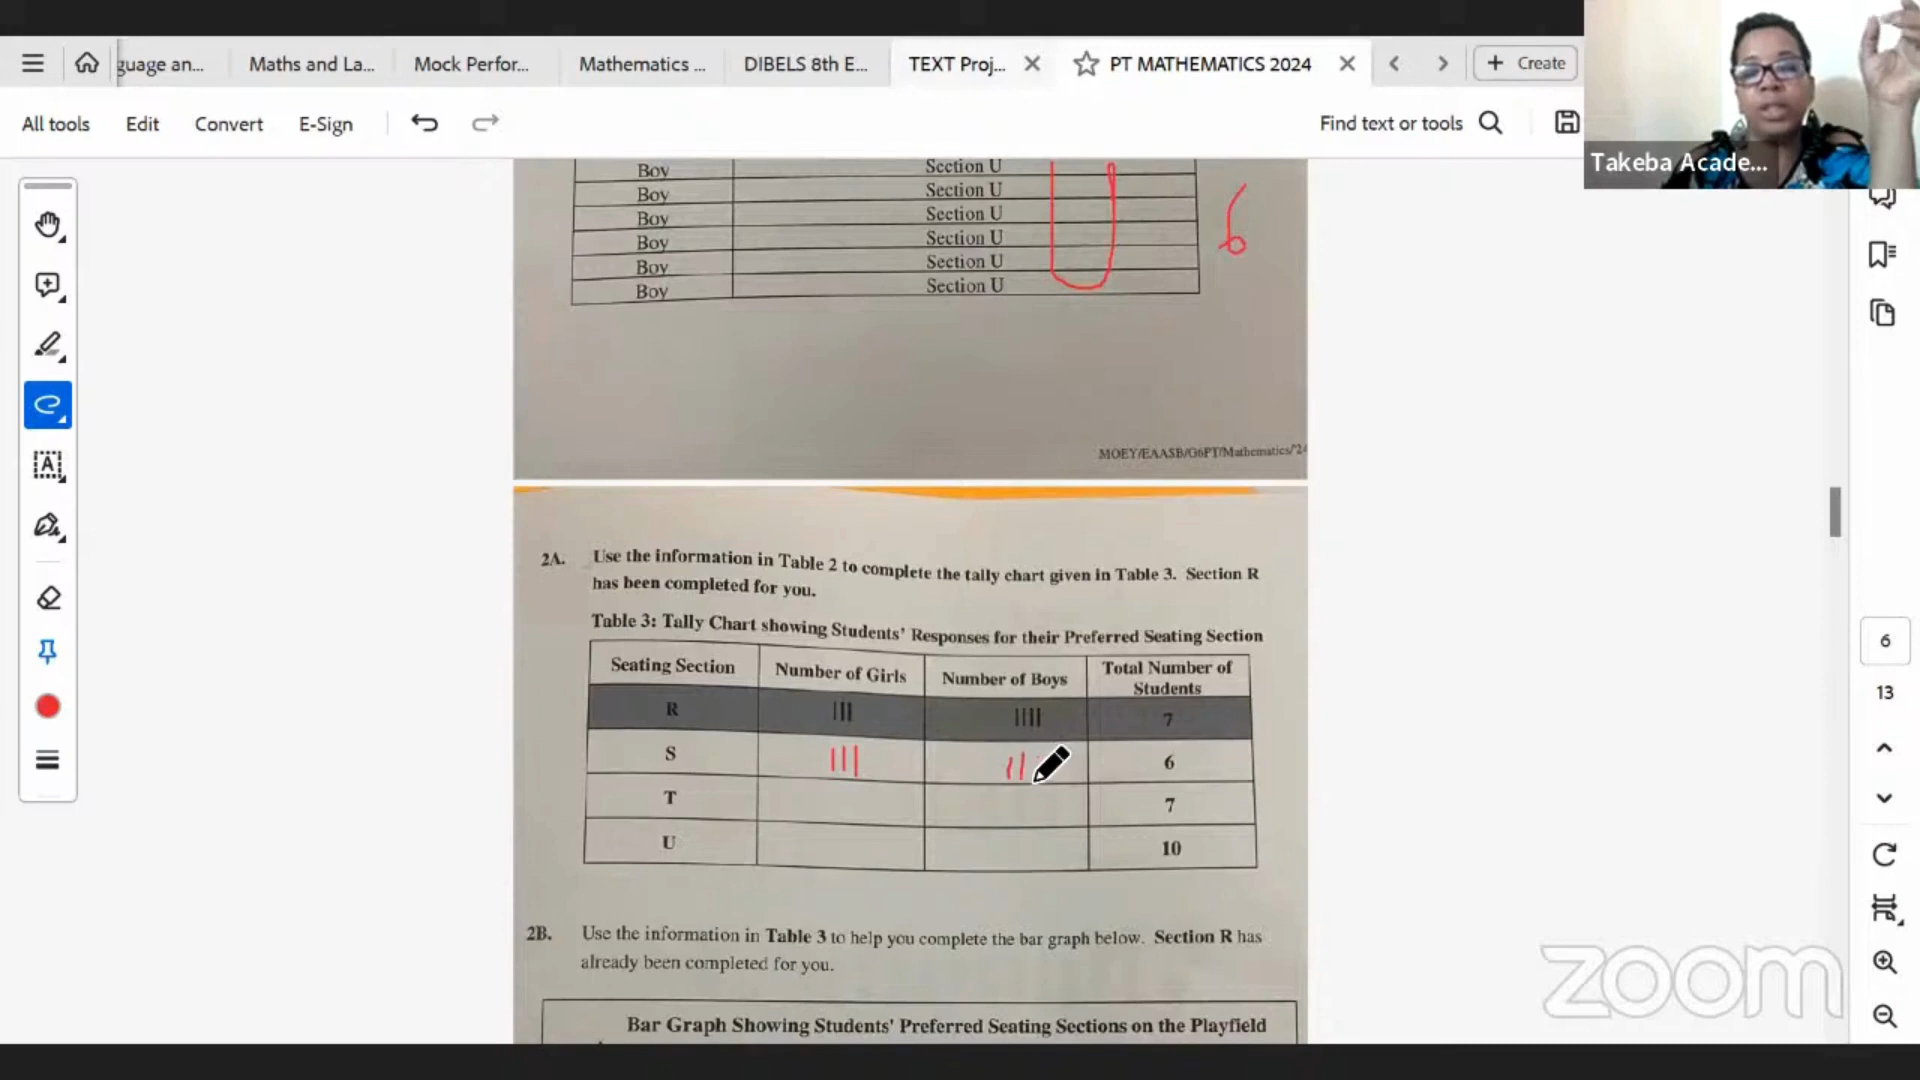 guage an...
Maths and La...
Mock Perfor...
Mathematics ...
DIBELS 8th E...
TEXT Proj...
PT MATHEMATICS 2024
Create
All tools
Edit
Convert
E-Sign
Find text or tools
Takeba Acade...
Boy Section U
Boy Section U
Boy Section U
Boy Section U
Boy Section U
Boy Section U
6
MOEY/EAASB/G6PT/Mathematics/'24
2A. Use the information in Table 2 to complete the tally chart given in Table 3. Section R
has been completed for you.
Table 3: Tally Chart showing Students' Responses for their Preferred Seating Section
Seating Section Number of Girls Number of Boys Total Number of
Students
R |||  |||| 7
S ||| || 6
T 7
U 10
2B. Use the information in Table 3 to help you complete the bar graph below. Section R has
already been completed for you.
Bar Graph Showing Students' Preferred Seating Sections on the Playfield
6
13
zoom